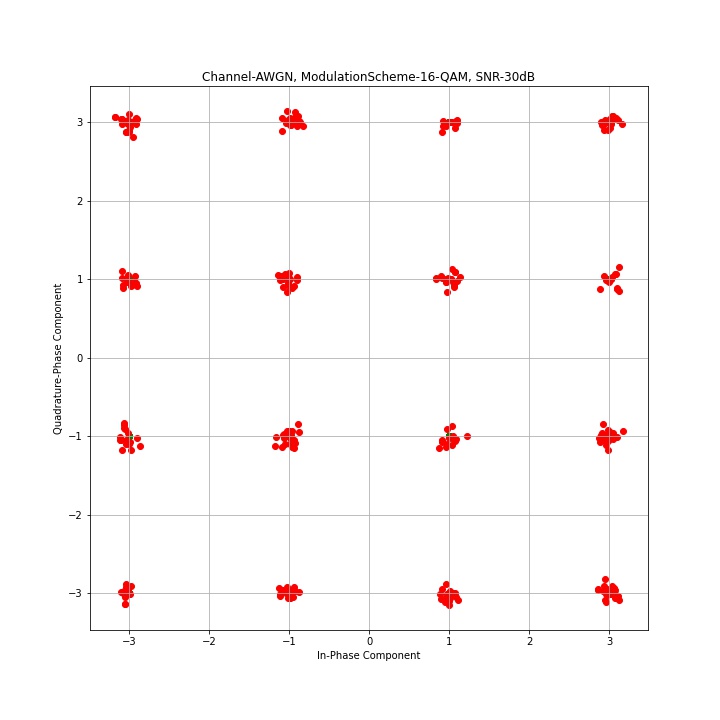 Channel-AWGN, ModulationScheme-16-QAM, SNR-30dB
3
2
1
0
−1
−2
−3
Quadrature-Phase Component
−3 −2 −1 0 1 2 3
In-Phase Component